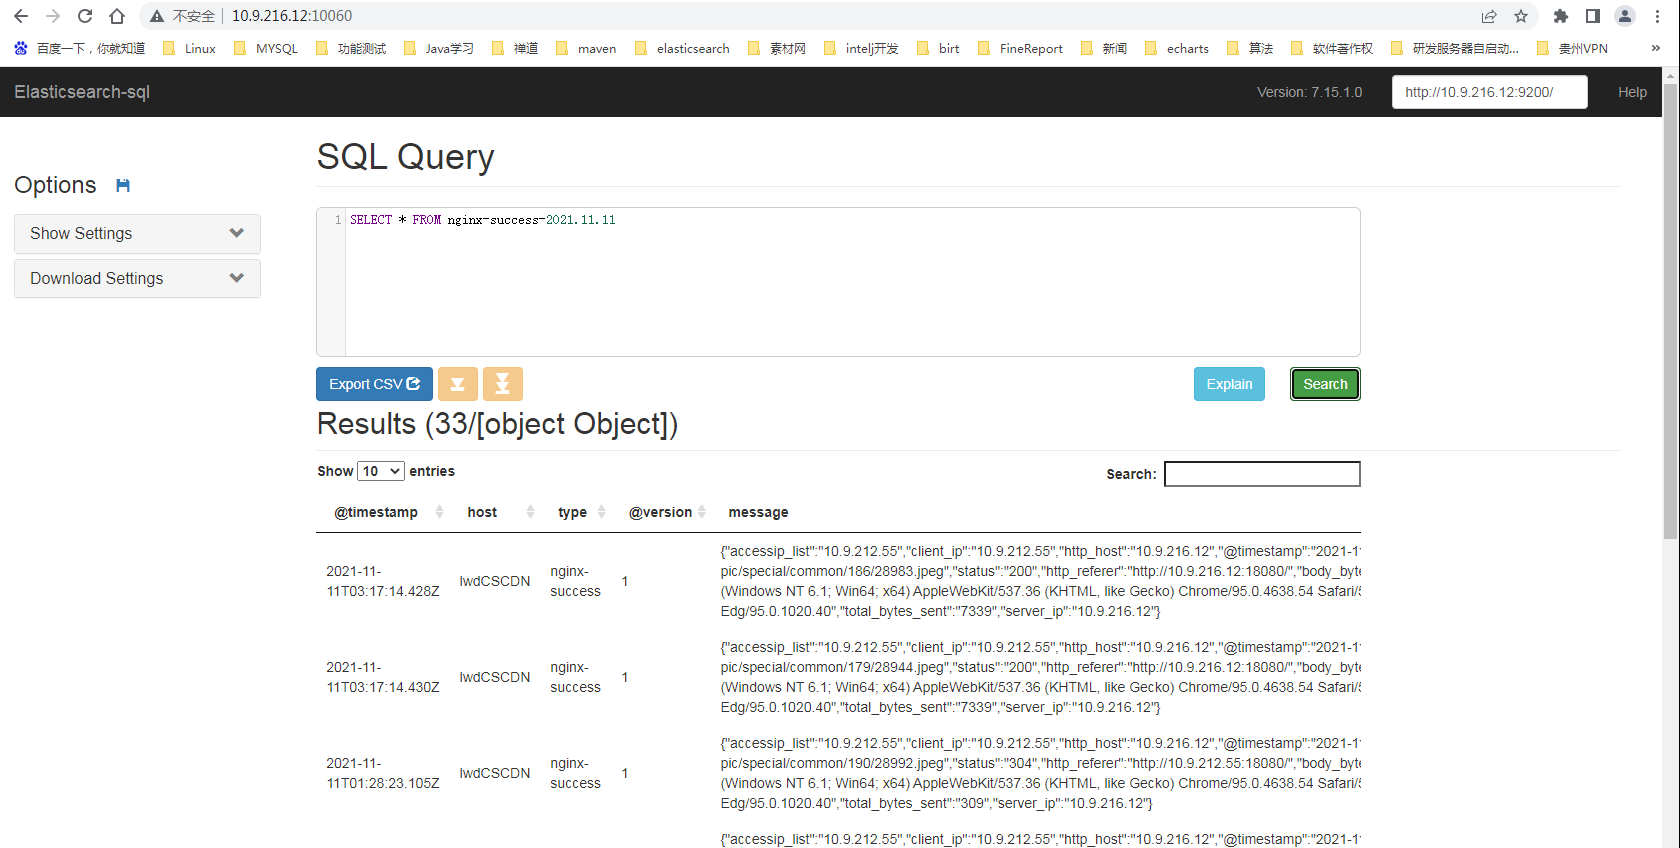 不安全 10.9.216.12:10060
百度一下，你就知道 Linux MYSQL 功能测试 Java学习 禅道 maven elasticsearch 素材网 intelj开发 birt FineReport 新闻 echarts 算法 软件著作权 研发服务器自启动... 贵州VPN »
Elasticsearch-sql Version: 7.15.1.0 http://10.9.216.12:9200/ Help
SQL Query
Options
Show Settings
Download Settings
1 SELECT * FROM nginx-success-2021.11.11
Export CSV Explain Search
Results (33/[object Object])
Show 10 entries Search:
@timestamp host type @version message
{"accessip_list":"10.9.212.55","client_ip":"10.9.212.55","http_host":"10.9.216.12","@timestamp":"2021-11
2021-11- nginx- pic/special/common/186/28983.jpeg","status":"200","http_referer":"http://10.9.216.12:18080/","body_byte
11T03:17:14.428Z lwdCSCDN success 1 (Windows NT 6.1; Win64; x64) AppleWebKit/537.36 (KHTML, like Gecko) Chrome/95.0.4638.54 Safari/5
Edg/95.0.1020.40","total_bytes_sent":"7339","server_ip":"10.9.216.12"}
{"accessip_list":"10.9.212.55","client_ip":"10.9.212.55","http_host":"10.9.216.12","@timestamp":"2021-11
2021-11- nginx- pic/special/common/179/28944.jpeg","status":"200","http_referer":"http://10.9.216.12:18080/","body_byte
11T03:17:14.430Z lwdCSCDN success 1 (Windows NT 6.1; Win64; x64) AppleWebKit/537.36 (KHTML, like Gecko) Chrome/95.0.4638.54 Safari/5
Edg/95.0.1020.40","total_bytes_sent":"7339","server_ip":"10.9.216.12"}
{"accessip_list":"10.9.212.55","client_ip":"10.9.212.55","http_host":"10.9.216.12","@timestamp":"2021-11
2021-11- nginx- pic/special/common/190/28992.jpeg","status":"304","http_referer":"http://10.9.212.55:18080/","body_byte
11T01:28:23.105Z lwdCSCDN success 1 (Windows NT 6.1; Win64; x64) AppleWebKit/537.36 (KHTML, like Gecko) Chrome/95.0.4638.54 Safari/5
Edg/95.0.1020.40","total_bytes_sent":"309","server_ip":"10.9.216.12"}
{"accessip_list":"10.9.212.55","client_ip":"10.9.212.55","http_host":"10.9.216.12","@timestamp":"2021-11